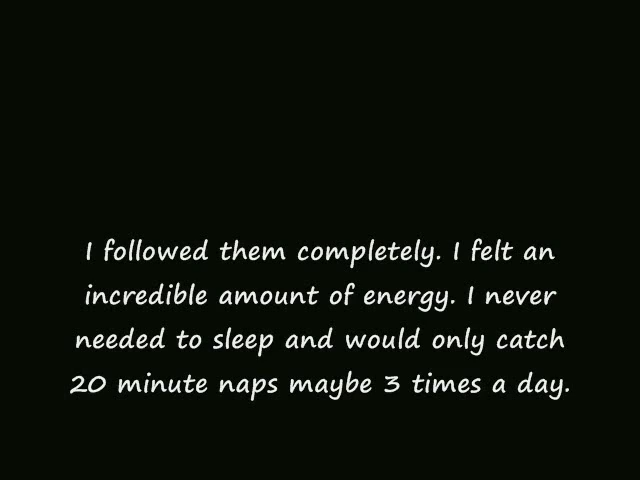 I followed them completely. I felt an
incredible amount of energy. I never
needed to sleep and would only catch
20 minute naps maybe 3 times a day.